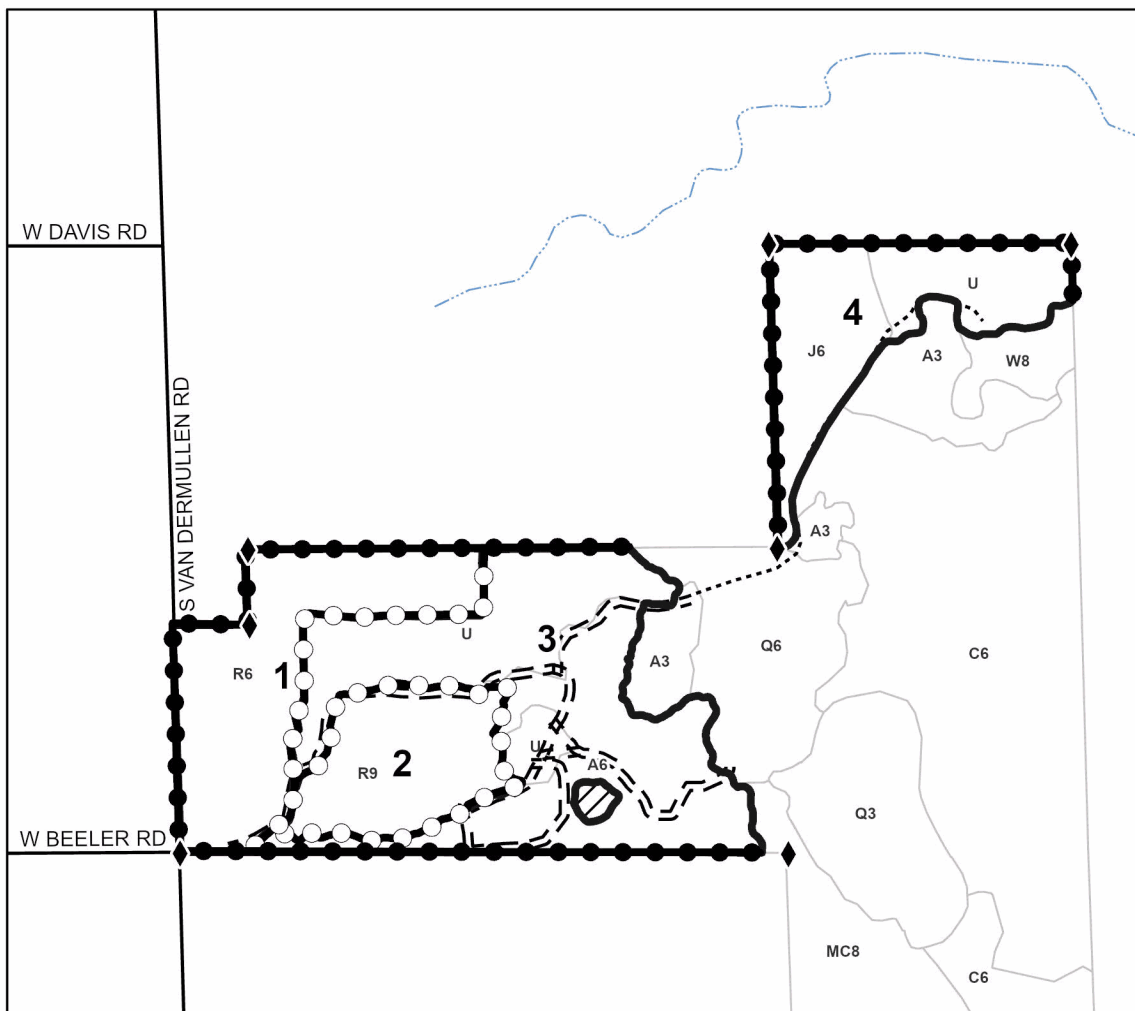 W DAVIS RD
U
4
J6
A3
W8
S VAN DERMULLEN RD
A3
U
3
R6
1
A3
Q6
C6
U
R9
2
A6
Q3
W BEELER RD
MC8
C6